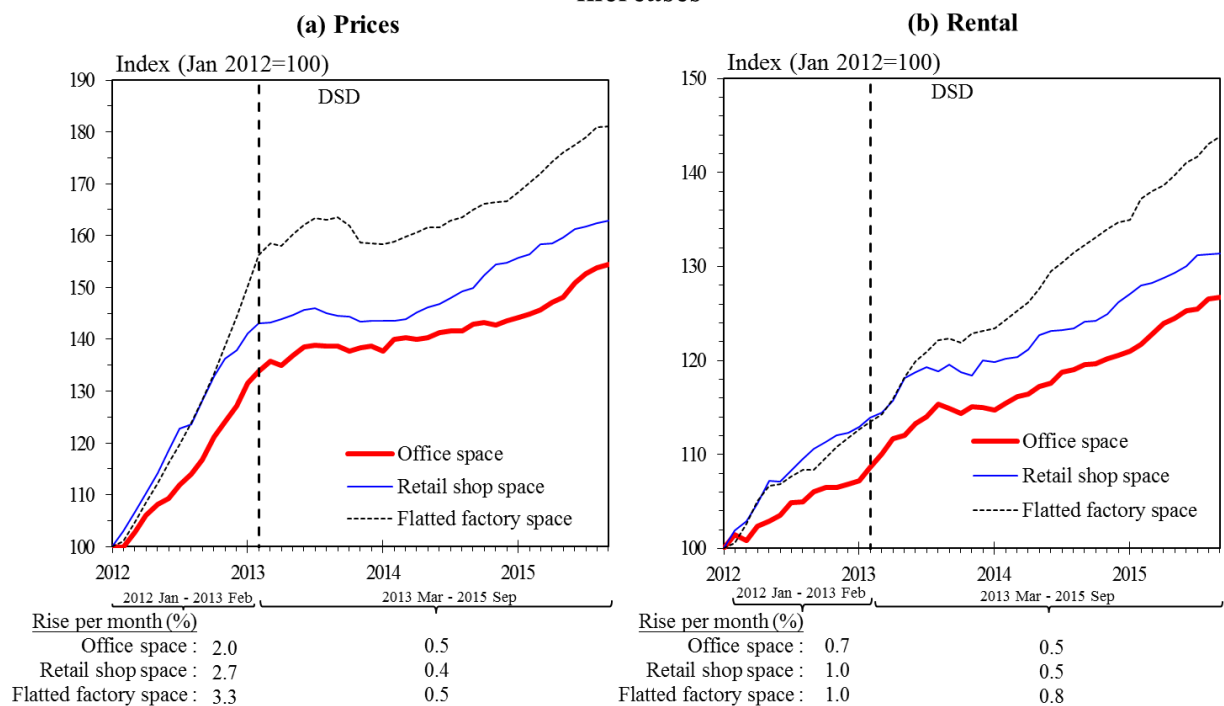 increases
(a) Prices
Index (Jan 2012=100)
190
180
170
160
150
140
130
120
110
100
DSD
Office space
Retail shop space
Flatted factory space
2012 2013 2014 2015
2012 Jan - 2013 Feb 2013 Mar - 2015 Sep
Rise per month (%)
Office space : 2.0 0.5
Retail shop space : 2.7 0.4
Flatted factory space : 3.3 0.5
(b) Rental
Index (Jan 2012=100)
150
140
130
120
110
100
DSD
Office space
Retail shop space
Flatted factory space
2012 2013 2014 2015
2012 Jan - 2013 Feb 2013 Mar - 2015 Sep
Rise per month (%)
Office space : 0.7 0.5
Retail shop space : 1.0 0.5
Flatted factory space : 1.0 0.8